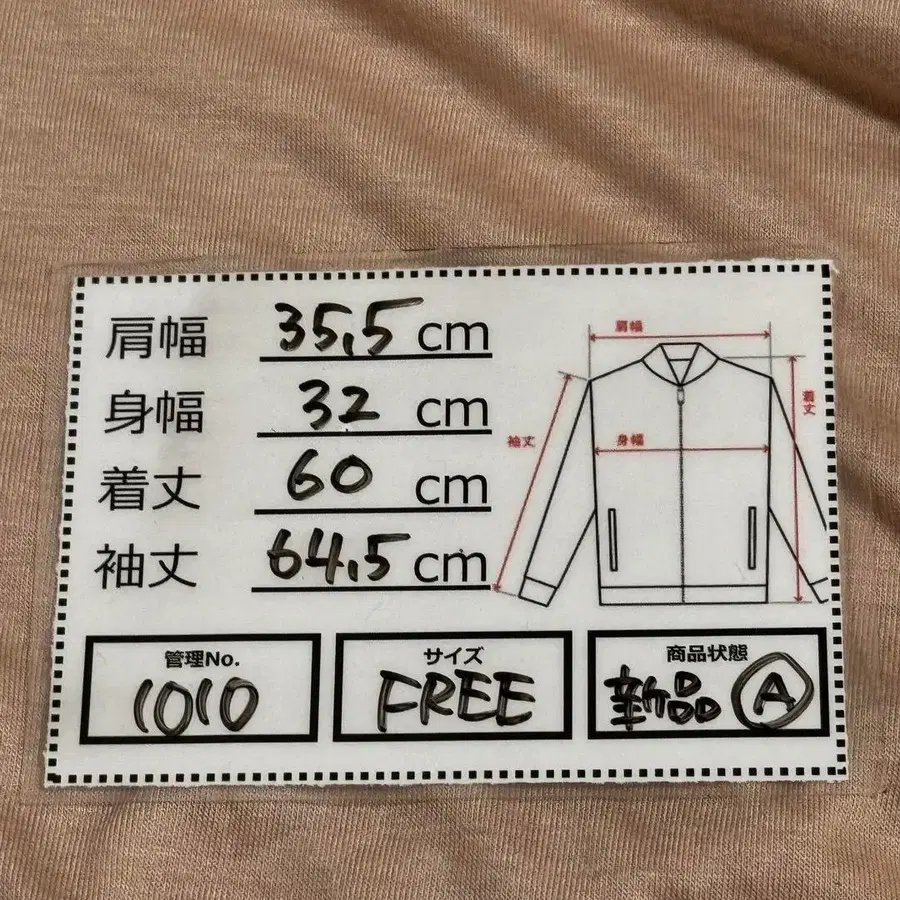 肩幅 35.5 cm
身幅 32 cm
着丈 60 cm
袖丈 64.5 cm
肩幅
着丈
袖丈
身幅
管理No.
1010
サイズ
FREE
商品状態
新品 A